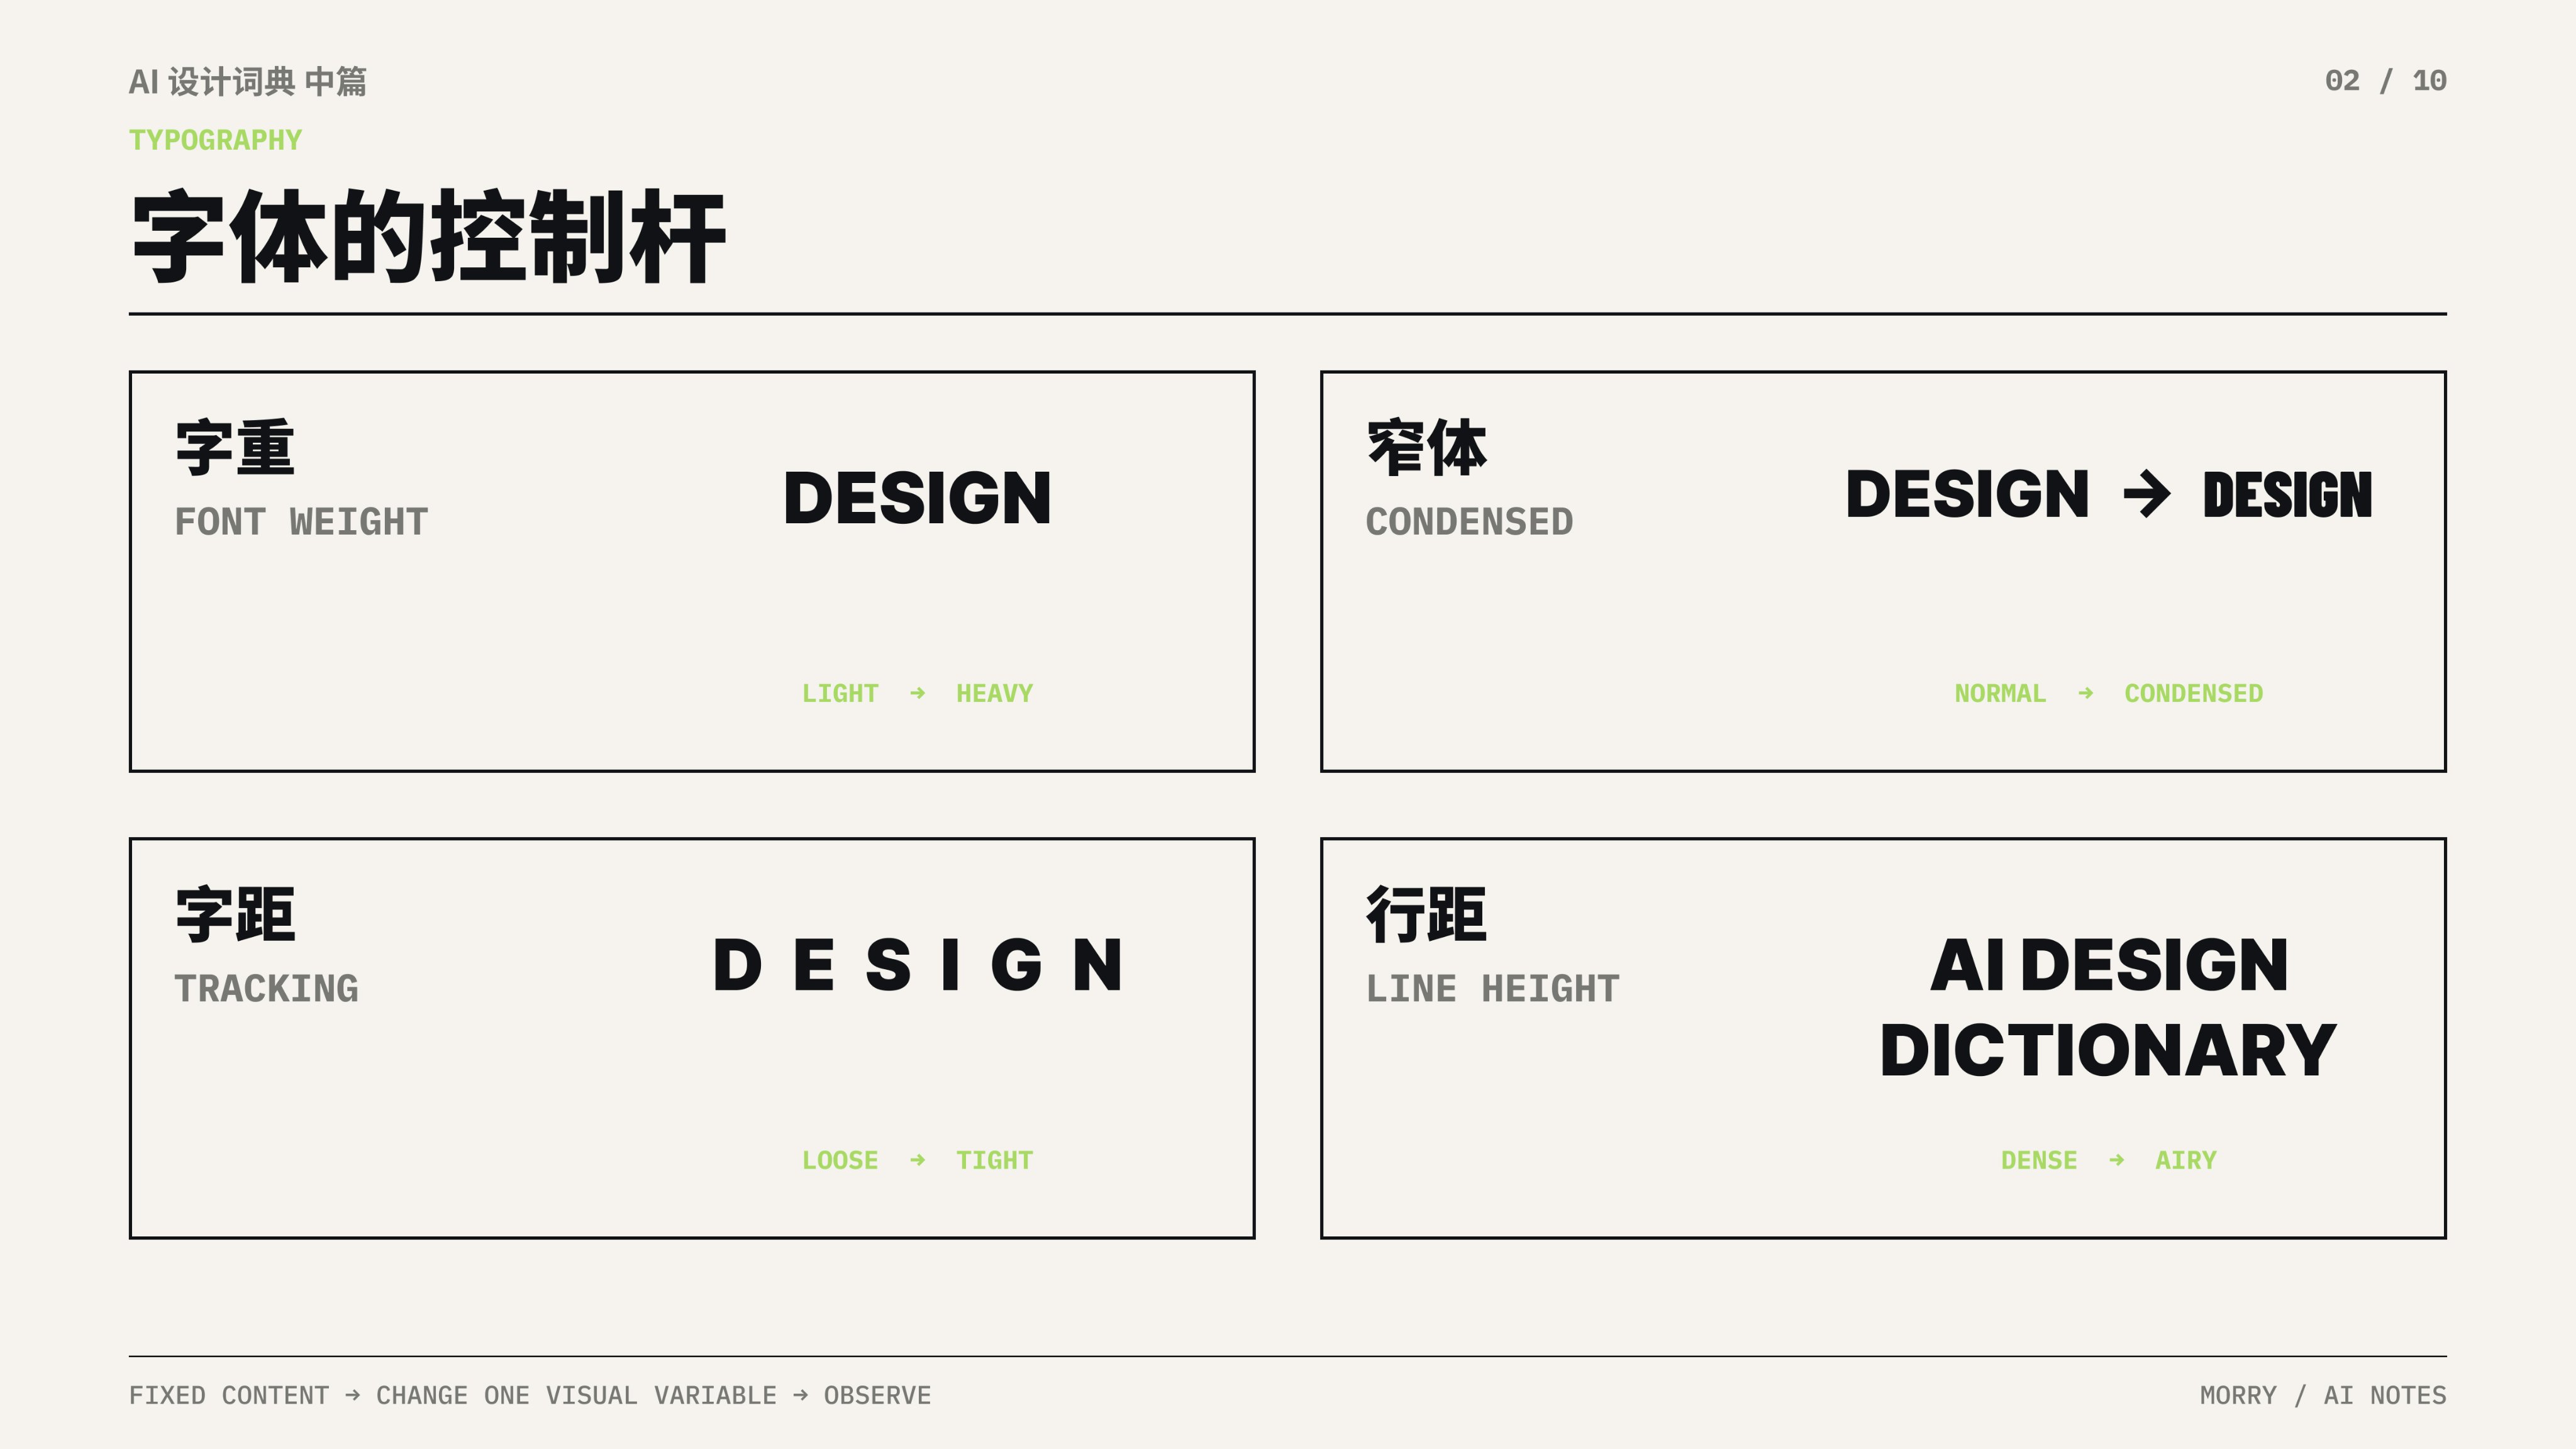 AI 设计词典 中篇
02 / 10
TYPOGRAPHY
字体的控制杆
字重
FONT WEIGHT
DESIGN
LIGHT → HEAVY
窄体
CONDENSED
DESIGN → DESIGN
NORMAL → CONDENSED
字距
TRACKING
D E S I G N
LOOSE → TIGHT
行距
LINE HEIGHT
AI DESIGN
DICTIONARY
DENSE → AIRY
FIXED CONTENT → CHANGE ONE VISUAL VARIABLE → OBSERVE
MORRY / AI NOTES